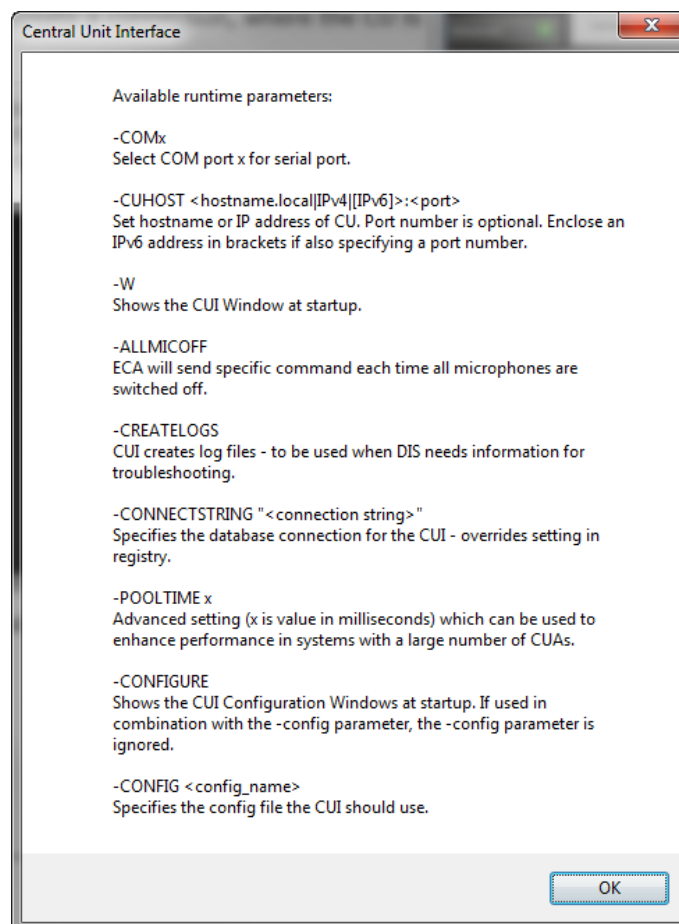 Central Unit Interface
Available runtime parameters:
-COMx
Select COM port x for serial port.
-CUHOST <hostname.local|IPv4|[IPv6]>:<port>
Set hostname or IP address of CU. Port number is optional. Enclose an
IPv6 address in brackets if also specifying a port number.
-W
Shows the CUI Window at startup.
-ALLMICOFF
ECA will send specific command each time all microphones are
switched off.
-CREATELOGS
CUI creates log files - to be used when DIS needs information for
troubleshooting.
-CONNECTSTRING "<connection string>"
Specifies the database connection for the CUI - overrides setting in
registry.
-POOLTIME x
Advanced setting (x is value in milliseconds) which can be used to
enhance performance in systems with a large number of CUAs.
-CONFIGURE
Shows the CUI Configuration Windows at startup. If used in
combination with the -config parameter, the -config parameter is
ignored.
-CONFIG <config_name>
Specifies the config file the CUI should use.
OK